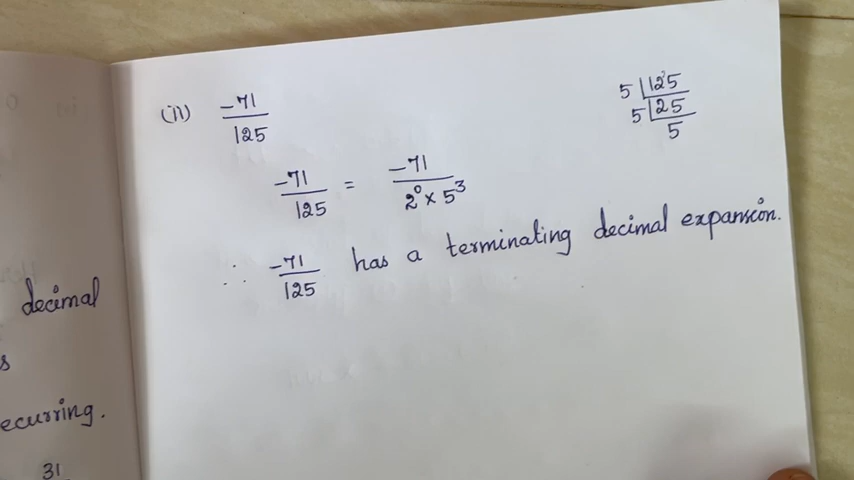 decimal
s
ecurring.
31
(ii) -71/125
5 | 125
5 | 25
5
-71/125 = -71/2⁰ × 5³
∴ -71/125 has a terminating decimal expansion.